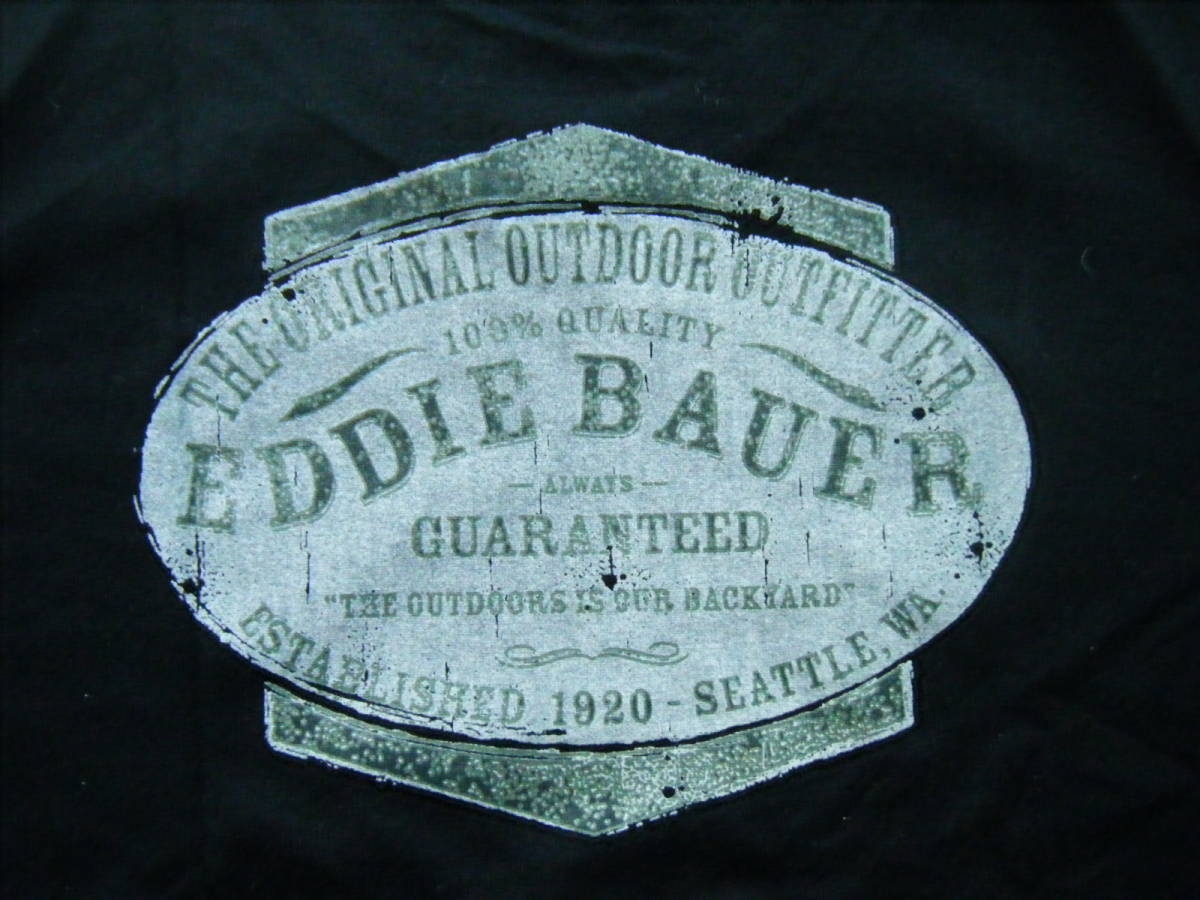 THE ORIGINAL OUTDOOR OUTFITTER
100% QUALITY
EDDIE BAUER
— ALWAYS —
GUARANTEED
"THE OUTDOORS IS OUR BACKYARD"
ESTABLISHED 1920 - SEATTLE, WA.